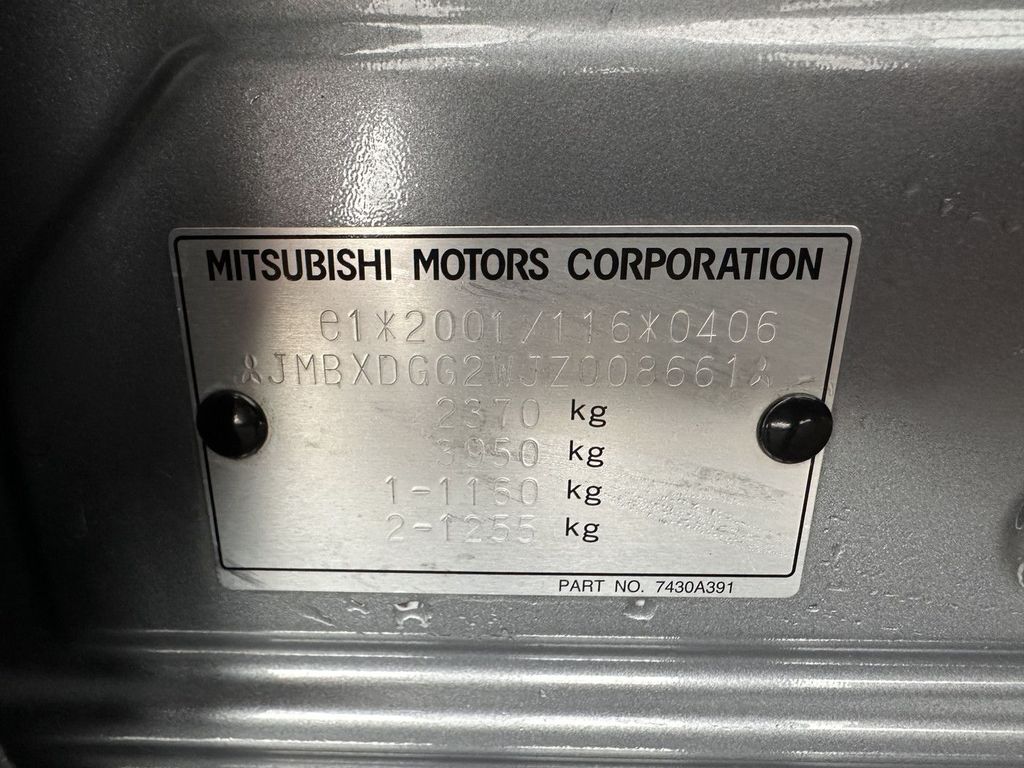 MITSUBISHI MOTORS CORPORATION
e1*2001/116*0406
JMBXDGG2WJZ008661
2370 kg
3950 kg
1-1160 kg
2-1255 kg
PART NO. 7430A391